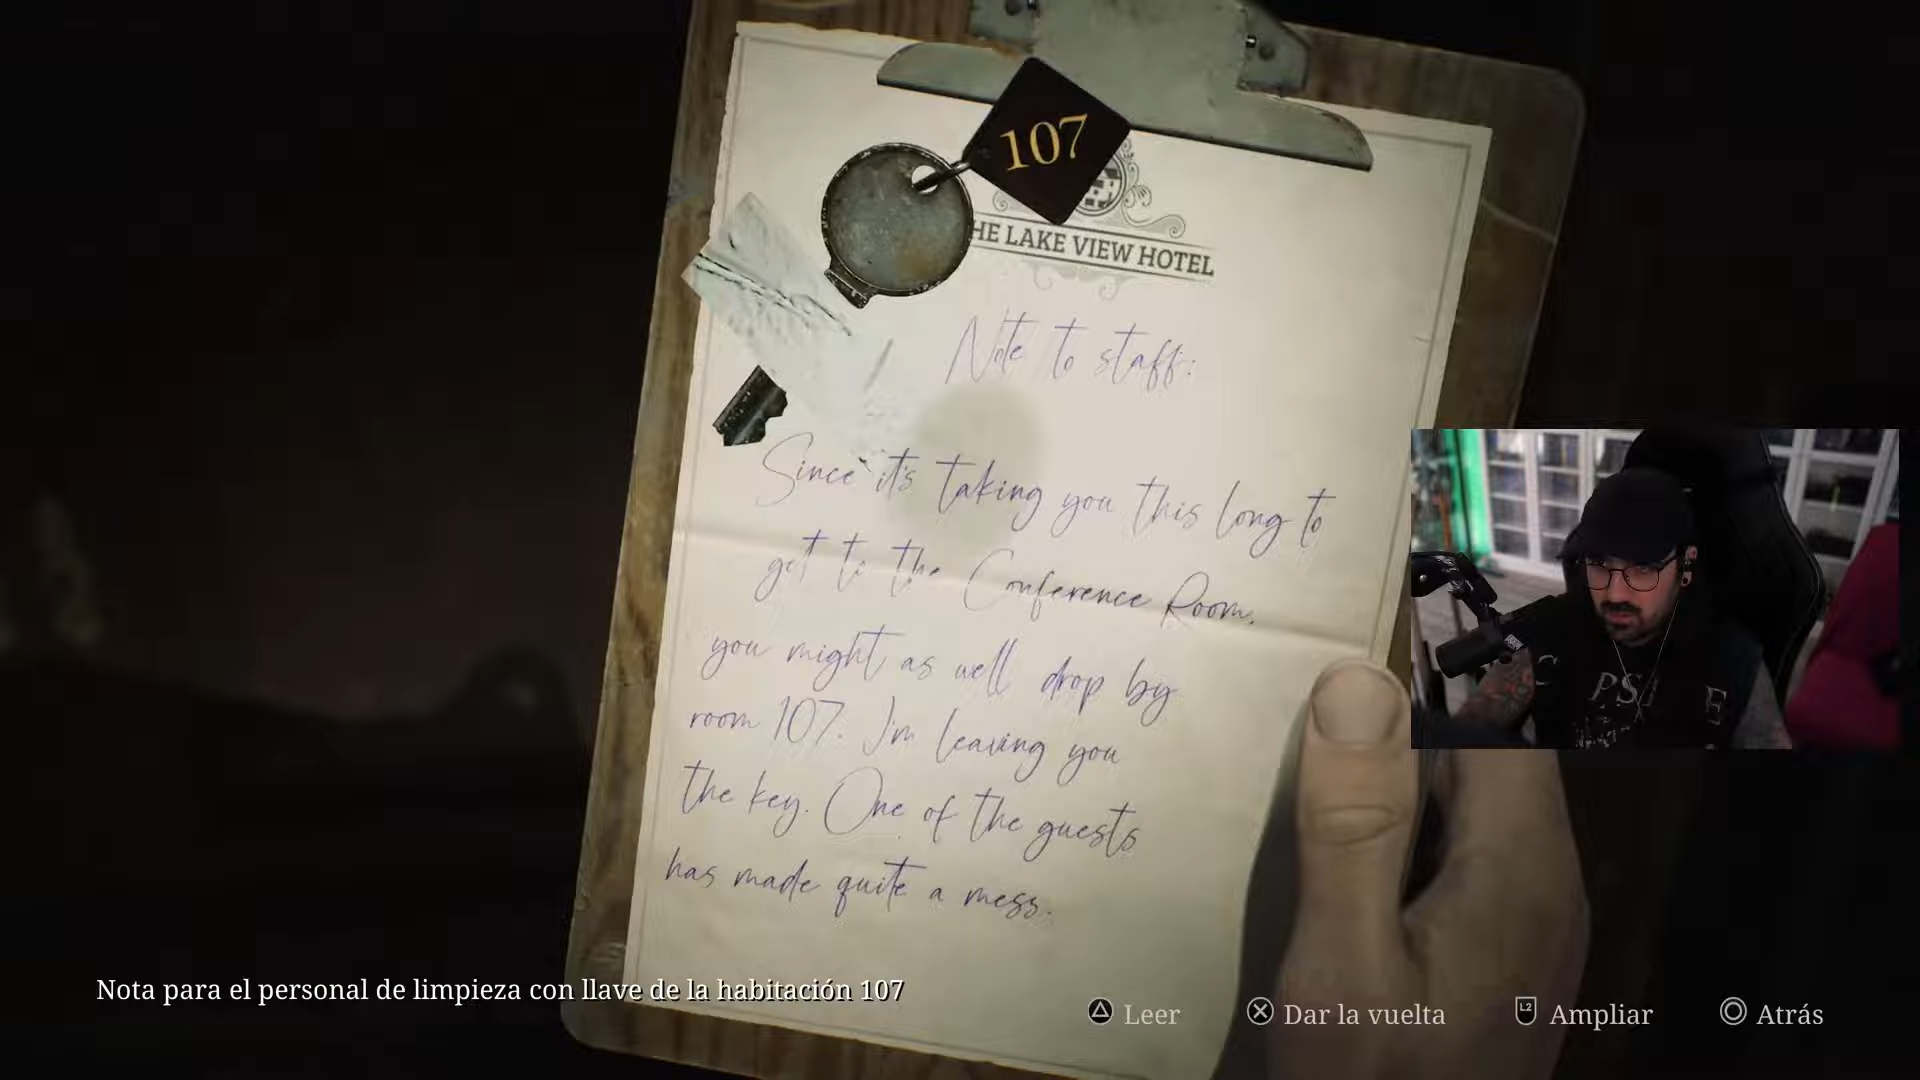 107
HE LAKE VIEW HOTEL
Note to staff:
Since it's taking you this long to
get to the Conference Room,
you might as well drop by
room 107. I'm leaving you
the key. One of the guests
has made quite a mess.
Nota para el personal de limpieza con llave de la habitación 107
Leer
Dar la vuelta
L2 Ampliar
Atrás